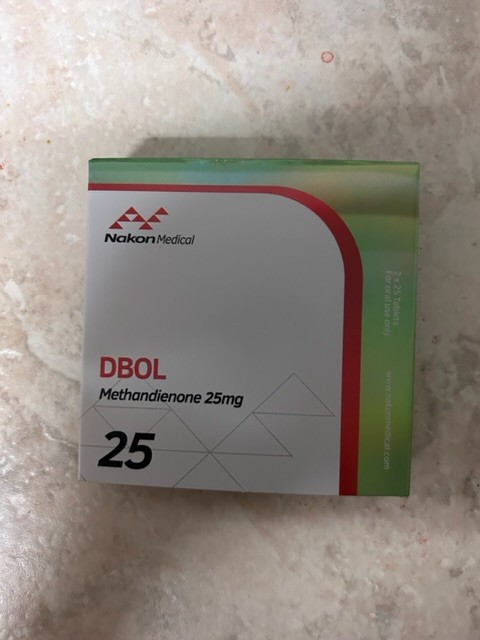 Nakon Medical
DBOL
Methandienone 25mg
25
2 * 25 Tablets
For oral use only
www.nakonmedical.com